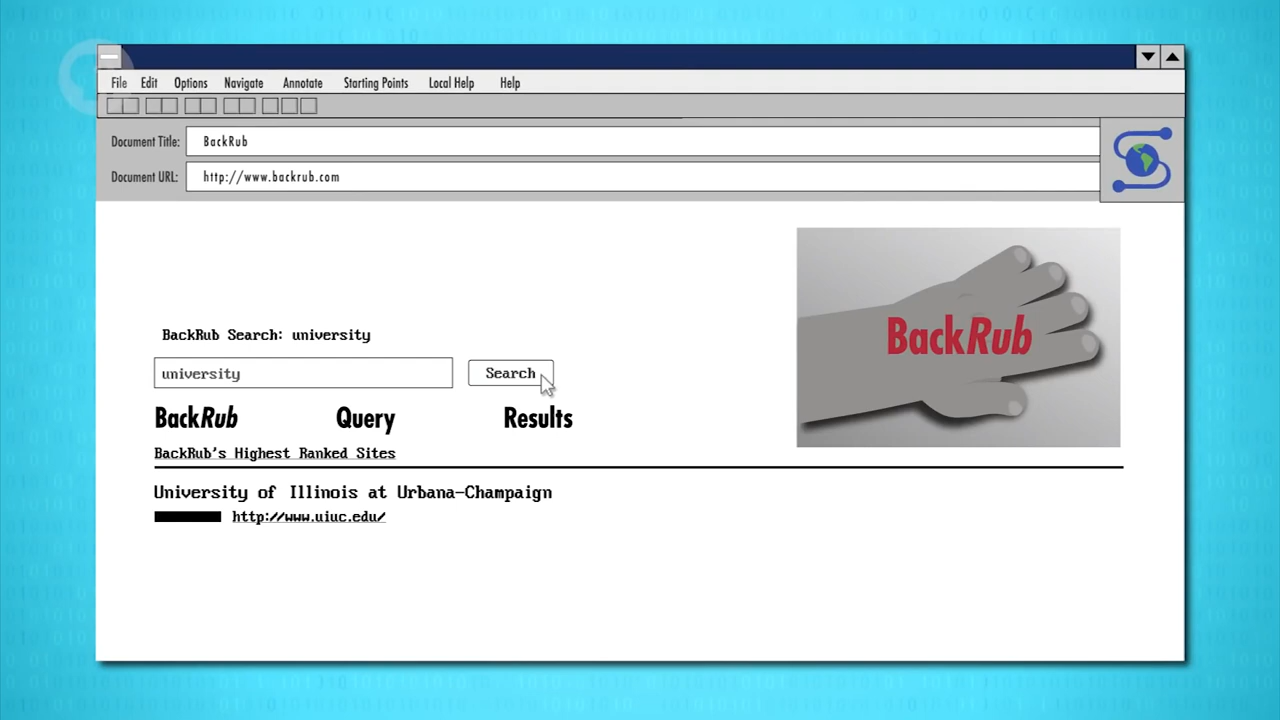 File Edit Options Navigate Annotate Starting Points Local Help Help
Document Title: BackRub
Document URL: http://www.backrub.com
BackRub
BackRub Search: university
university Search
BackRub Query Results
BackRub's Highest Ranked Sites
University of Illinois at Urbana-Champaign
http://www.uiuc.edu/